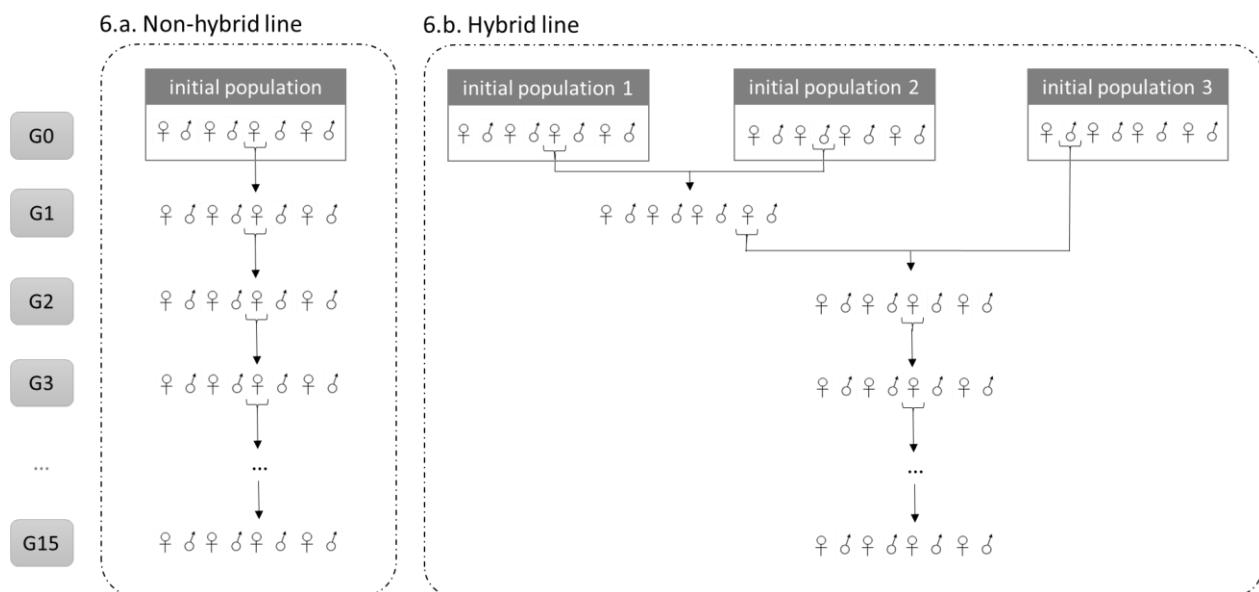 6.a. Non-hybrid line
6.b. Hybrid line
initial population
initial population 1
initial population 2
initial population 3
G0
♀ ♂ ♀ ♂ ♀ ♂ ♀ ♂
♀ ♂ ♀ ♂ ♀ ♂ ♀ ♂
♀ ♂ ♀ ♂ ♀ ♂ ♀ ♂
♀ ♂ ♀ ♂ ♀ ♂ ♀ ♂
G1
♀ ♂ ♀ ♂ ♀ ♂ ♀ ♂
♀ ♂ ♀ ♂ ♀ ♂ ♀ ♂
G2
♀ ♂ ♀ ♂ ♀ ♂ ♀ ♂
♀ ♂ ♀ ♂ ♀ ♂ ♀ ♂
G3
♀ ♂ ♀ ♂ ♀ ♂ ♀ ♂
♀ ♂ ♀ ♂ ♀ ♂ ♀ ♂
...
...
...
G15
♀ ♂ ♀ ♂ ♀ ♂ ♀ ♂
♀ ♂ ♀ ♂ ♀ ♂ ♀ ♂